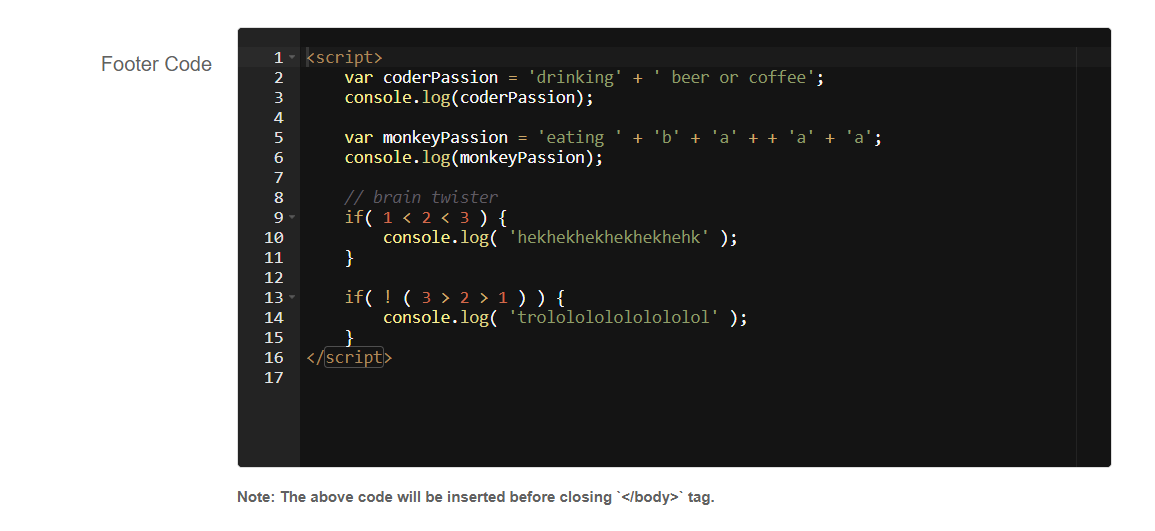 Footer Code
1 <script>
2     var coderPassion = 'drinking' + ' beer or coffee';
3     console.log(coderPassion);
4
5     var monkeyPassion = 'eating ' + 'b' + 'a' + + 'a' + 'a';
6     console.log(monkeyPassion);
7
8     // brain twister
9     if( 1 < 2 < 3 ) {
10         console.log( 'hekhekhekhekhekhehk' );
11     }
12
13     if( ! ( 3 > 2 > 1 ) ) {
14         console.log( 'trolololololololol' );
15     }
16 </script>
17
Note: The above code will be inserted before closing `</body>` tag.